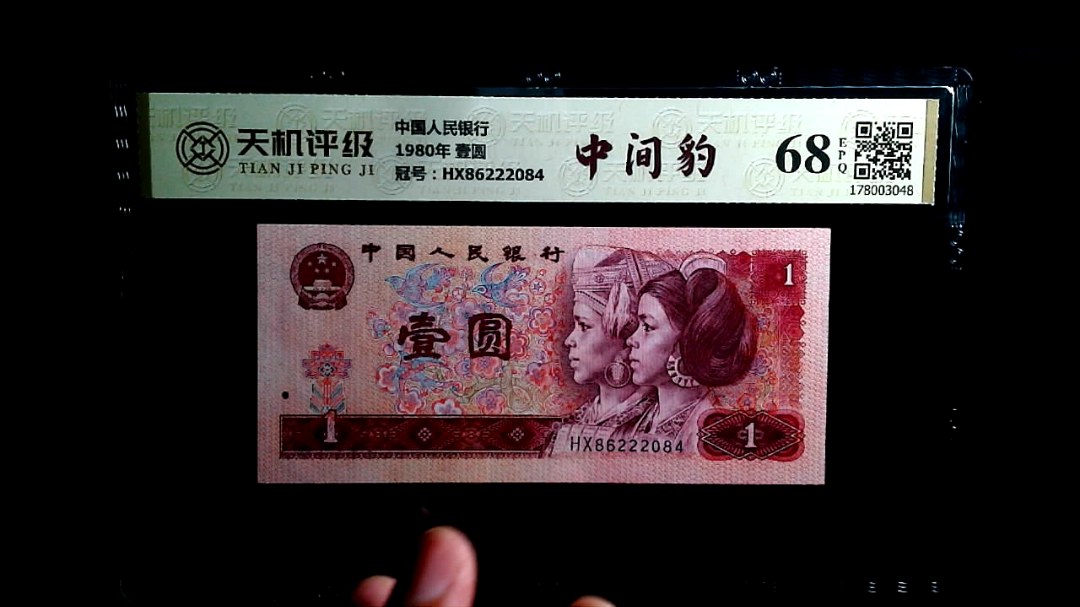 天机评级
TIAN JI PING JI
中国人民银行
1980年 壹圆
冠号：HX86222084
中间豹
68
EPQ
178003048
中国人民银行
1
壹圆
1
HX86222084
1